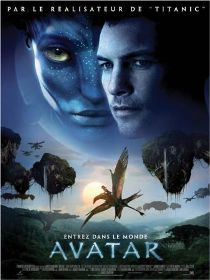 PAR LE RÉALISATEUR DE "TITANIC"
ENTREZ DANS LE MONDE
AVATAR